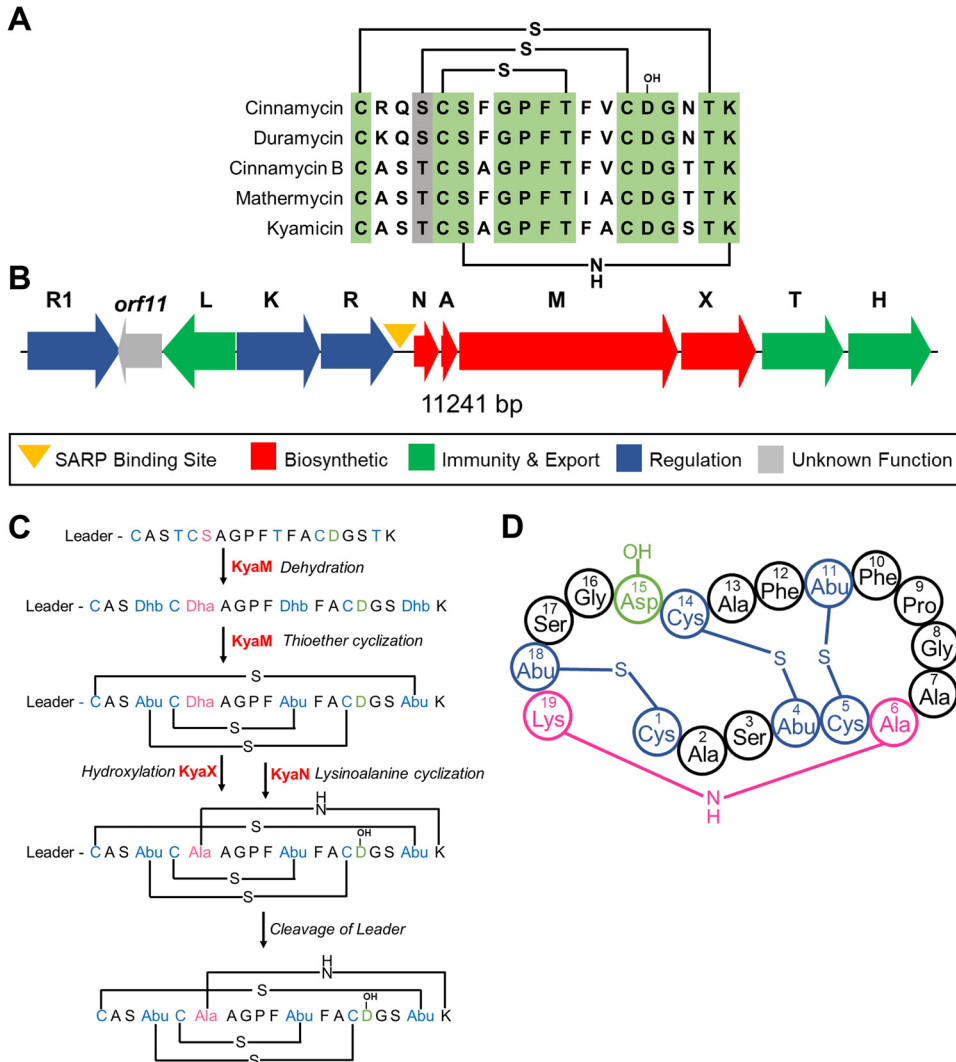 A
S
S
S
OH
Cinnamycin C R Q S C S F G P F T F V C D G N T K
Duramycin C K Q S C S F G P F T F V C D G N T K
Cinnamycin B C A S T C S A G P F T F V C D G T T K
Mathermycin C A S T C S F G P F T I A C D G T T K
Kyamicin C A S T C S A G P F T F A C D G S T K
N
H
B
R1 orf11 L K R N A M X T H
11241 bp
SARP Binding Site Biosynthetic Immunity & Export Regulation Unknown Function
C
Leader - C A S T C S A G P F T F A C D G S T K
KyaM Dehydration
Leader - C A S Dhb C Dha A G P F Dhb F A C D G S Dhb K
KyaM Thioether cyclization
S
Leader - C A S Abu C Dha A G P F Abu F A C D G S Abu K
S
S
Hydroxylation KyaX KyaN Lysinoalanine cyclization
H
N
S
OH
Leader - C A S Abu C Ala A G P F Abu F A C D G S Abu K
S
S
Cleavage of Leader
H
N
S
OH
C A S Abu C Ala A G P F Abu F A C D G S Abu K
S
S
D
OH
1 Cys
2 Ala
3 Ser
4 Abu
5 Cys
6 Ala
7 Ala
8 Gly
9 Pro
10 Phe
11 Abu
12 Phe
13 Ala
14 Cys
15 Asp
16 Gly
17 Ser
18 Abu
19 Lys
S
S
S
N
H